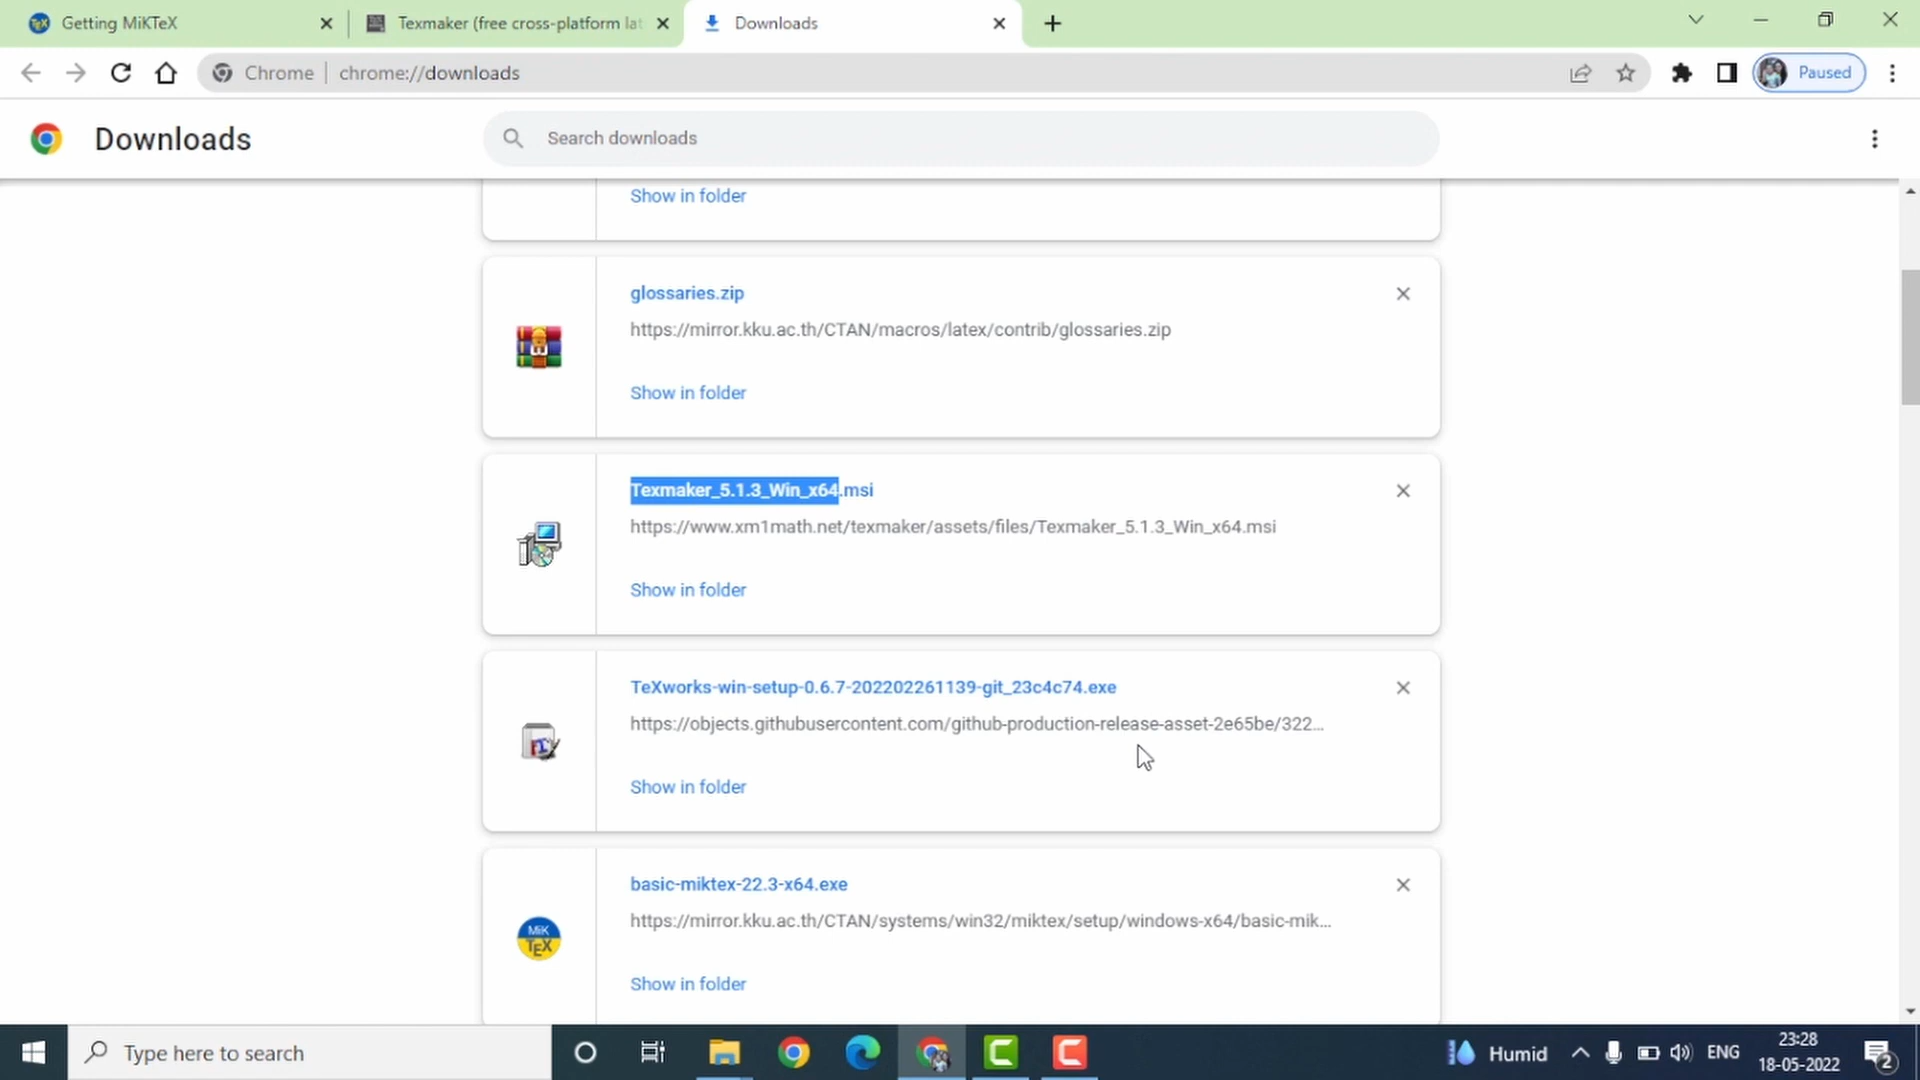 Getting MiKTeX
Texmaker (free cross-platform lat
Downloads
Chrome
chrome://downloads
Paused
Downloads
Search downloads
Show in folder
glossaries.zip
https://mirror.kku.ac.th/CTAN/macros/latex/contrib/glossaries.zip
Show in folder
Texmaker_5.1.3_Win_x64.msi
https://www.xm1math.net/texmaker/assets/files/Texmaker_5.1.3_Win_x64.msi
Show in folder
TeXworks-win-setup-0.6.7-202202261139-git_23c4c74.exe
https://objects.githubusercontent.com/github-production-release-asset-2e65be/322...
Show in folder
MiK
TEX
basic-miktex-22.3-x64.exe
https://mirror.kku.ac.th/CTAN/systems/win32/miktex/setup/windows-x64/basic-mik...
Show in folder
Type here to search
Humid
ENG
23:28
18-05-2022
2